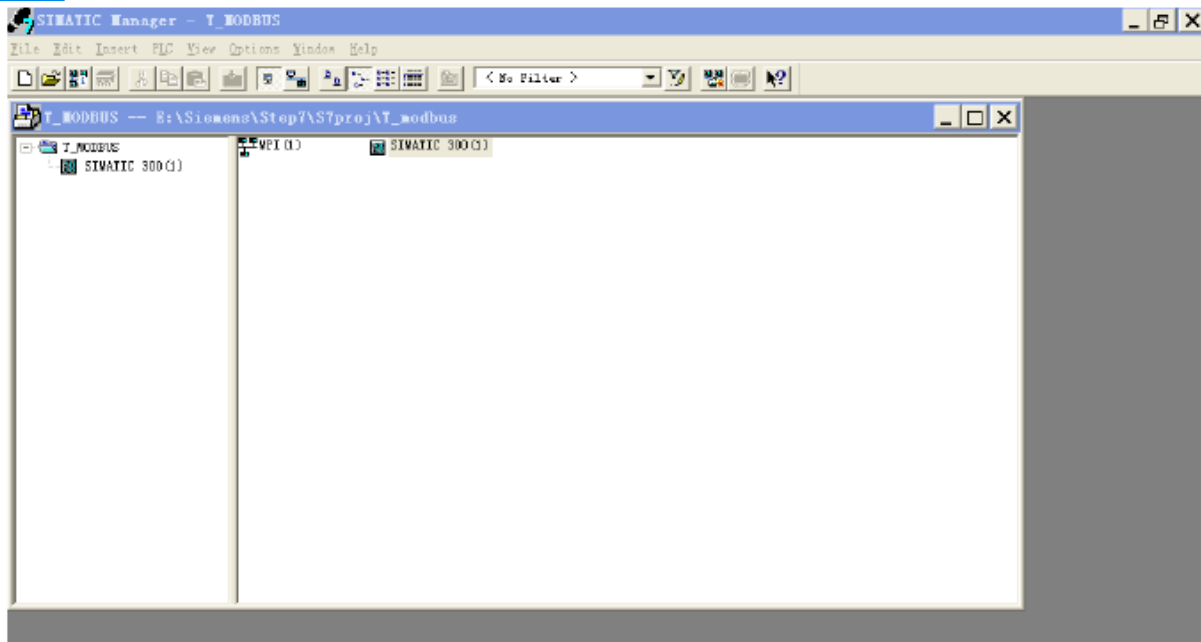 SIMATIC Manager - T_MODBUS
File Edit Insert PLC View Options Window Help
< No Filter >
T_MODBUS -- E:\Siemens\Step7\S7proj\T_modbus
T_MODBUS
SIMATIC 300(1)
MPI(1)
SIMATIC 300(1)